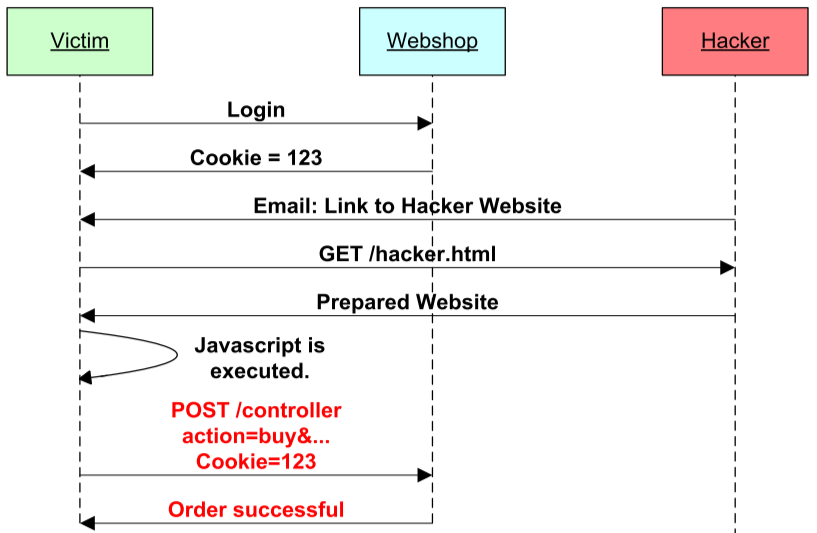 Victim
Webshop
Hacker
Login
Cookie = 123
Email: Link to Hacker Website
GET /hacker.html
Prepared Website
Javascript is
executed.
POST /controller
action=buy&...
Cookie=123
Order successful